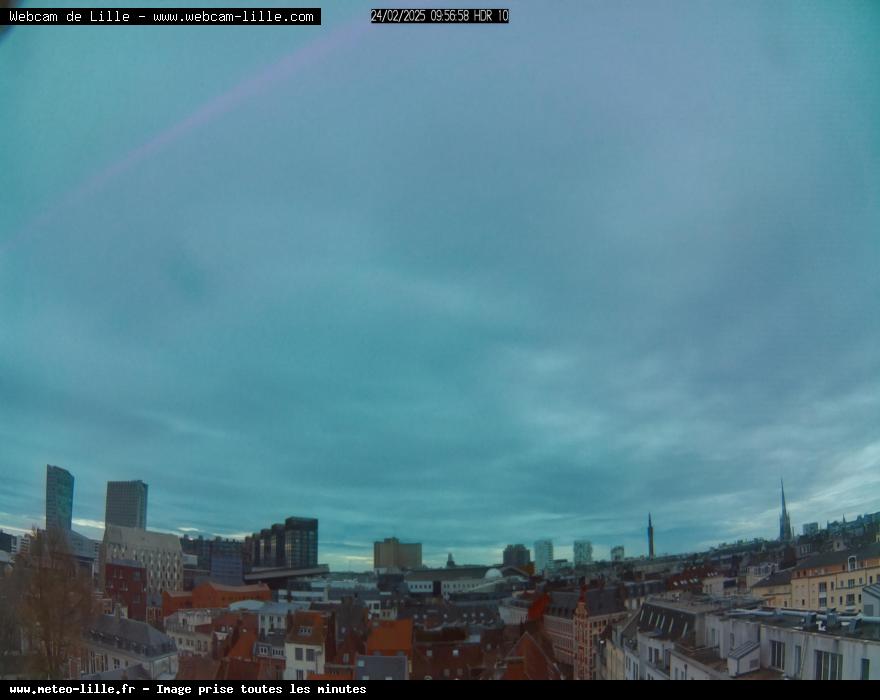 Webcam de Lille - www.webcam-lille.com
24/02/2025 09:56:58 HDR 10
www.meteo-lille.fr - Image prise toutes les minutes